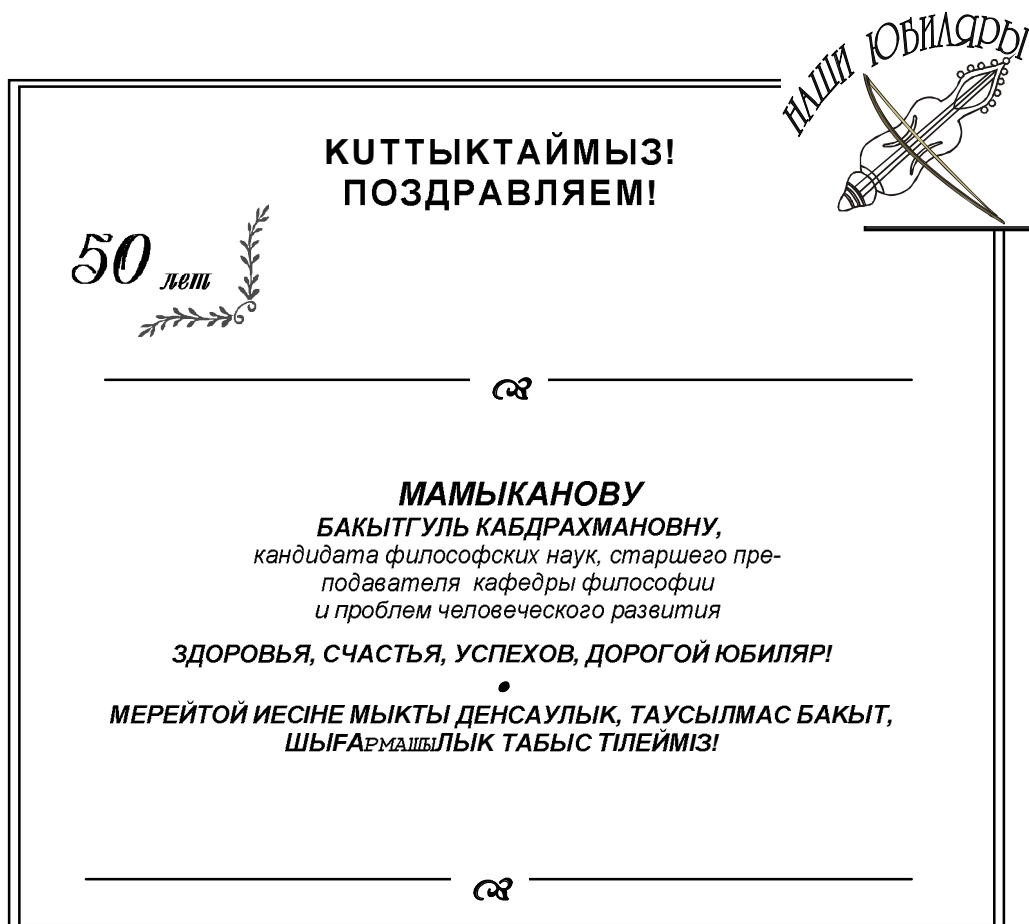 НАШИ ЮБИЛЯРЫ
КUТТЫКТАЙМЫЗ!
ПОЗДРАВЛЯЕМ!
50 лет
МАМЫКАНОВУ
БАКЫТГУЛЬ КАБДРАХМАНОВНУ,
кандидата философских наук, старшего пре-
подавателя кафедры философии
и проблем человеческого развития
ЗДОРОВЬЯ, СЧАСТЬЯ, УСПЕХОВ, ДОРОГОЙ ЮБИЛЯР!
•
МЕРЕЙТОЙ ИЕСІНЕ МЫКТЫ ДЕНСАУЛЫК, ТАУСЫЛМАС БАКЫТ,
ШЫҒАРМАШЫЛЫК ТАБЫС ТІЛЕЙМІЗ!